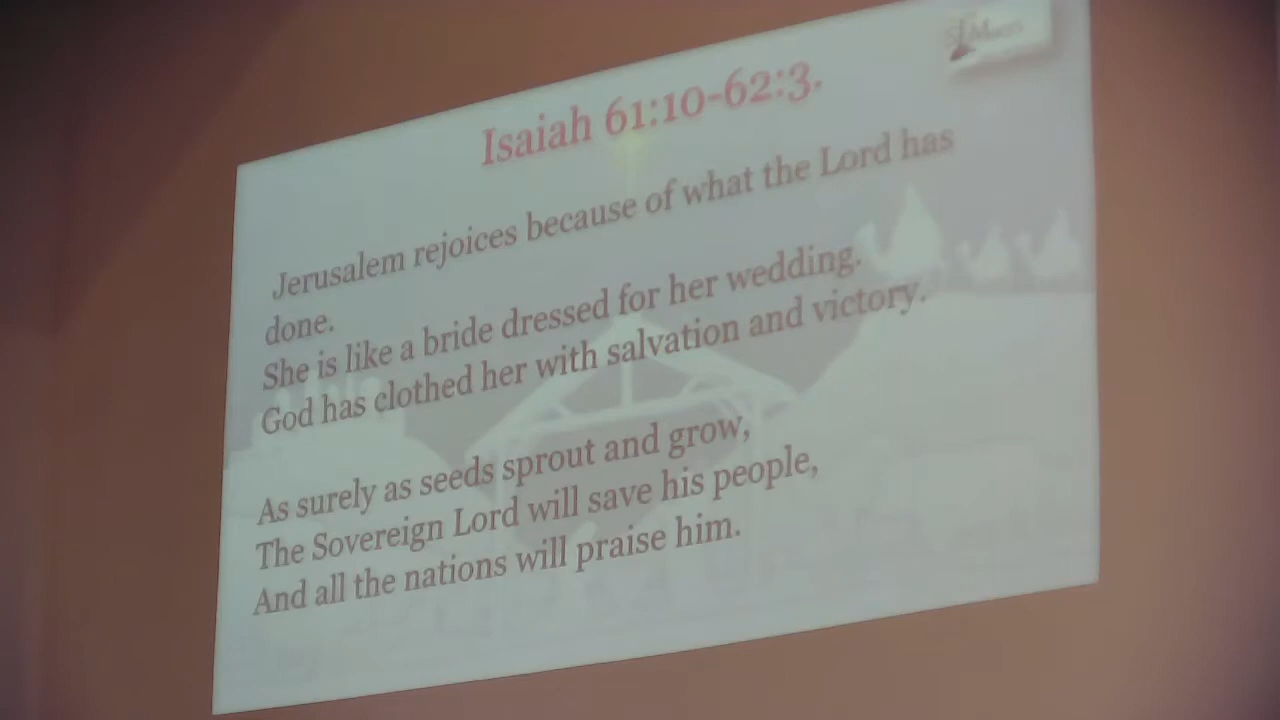 Isaiah 61:10-62:3.
Jerusalem rejoices because of what the Lord has
done.
She is like a bride dressed for her wedding.
God has clothed her with salvation and victory.
As surely as seeds sprout and grow,
The Sovereign Lord will save his people,
And all the nations will praise him.